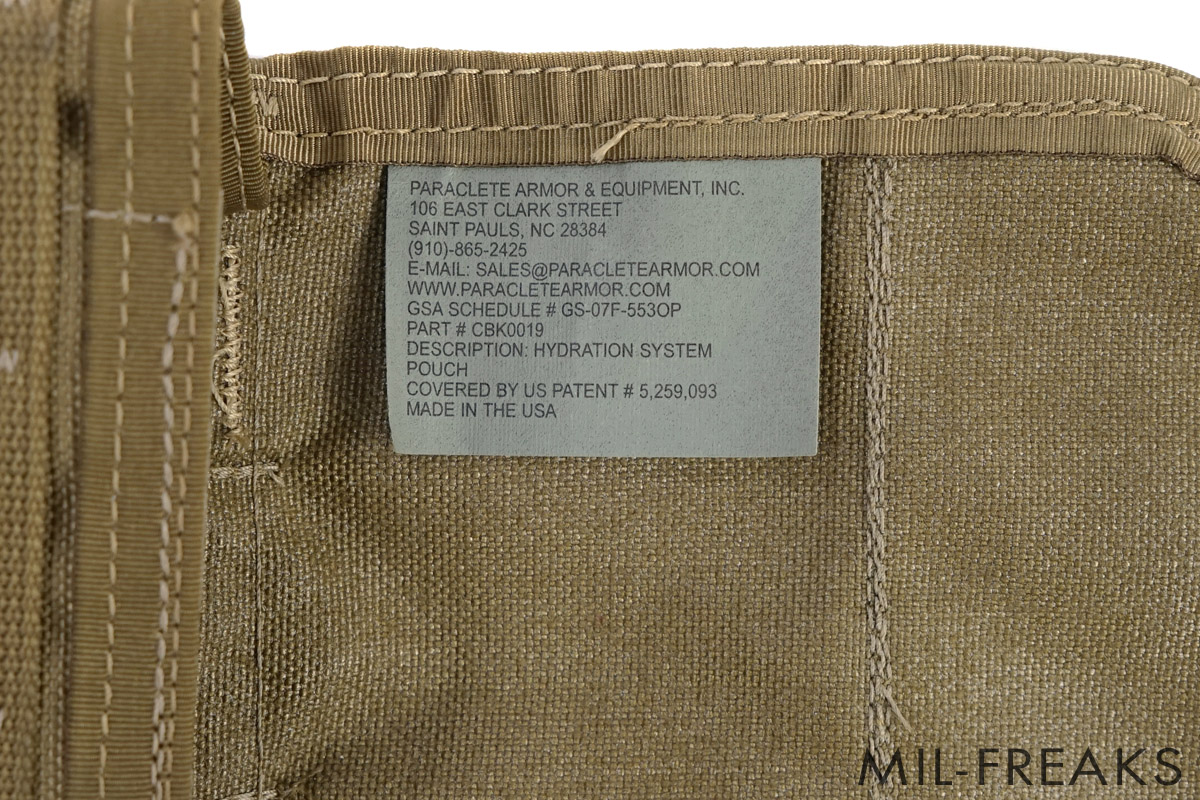 PARACLETE ARMOR & EQUIPMENT, INC.
106 EAST CLARK STREET
SAINT PAULS, NC 28384
(910)-865-2425
E-MAIL: SALES@PARACLETEARMOR.COM
WWW.PARACLETEARMOR.COM
GSA SCHEDULE # GS-07F-553OP
PART # CBK0019
DESCRIPTION: HYDRATION SYSTEM
POUCH
COVERED BY US PATENT # 5,259,093
MADE IN THE USA
MIL-FREAKS